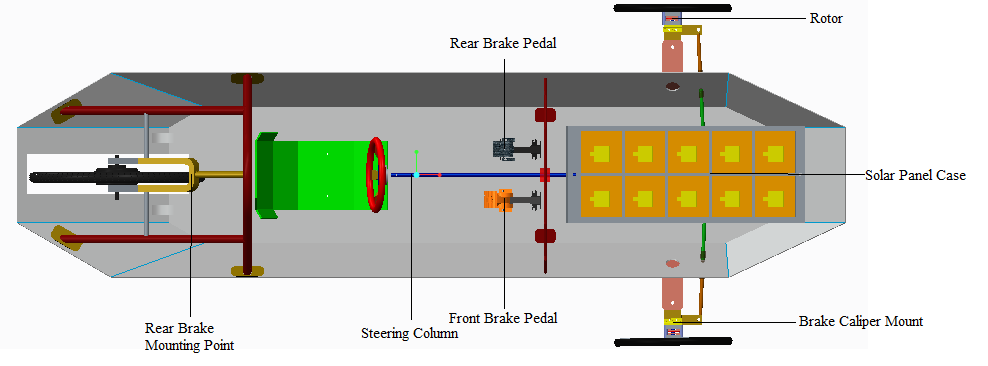 Rotor
Rear Brake Pedal
Solar Panel Case
Rear Brake
Mounting Point
Steering Column
Front Brake Pedal
Brake Caliper Mount